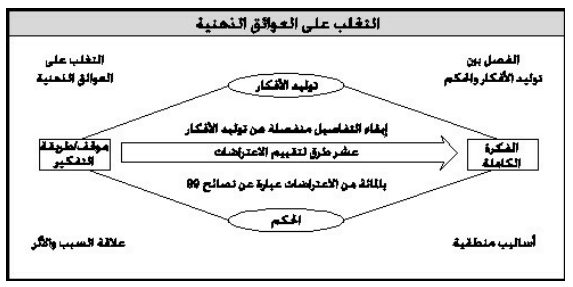 التغلب على العوائق الذهنية
الفصل بين
توليد الأفكار والحكم
التغلب على
العوائق الذهنية
توليد الأفكار
إبقاء التفاصيل منفصلة عن توليد الأفكار
الفكرة
الكاملة
عشر طرق لتقييم الاعتراضات
موقف/طريقة
التفكير
99 بالمائة من الاعتراضات عبارة عن نصائح
الحكم
أساليب منطقية
علاقة السبب والأثر